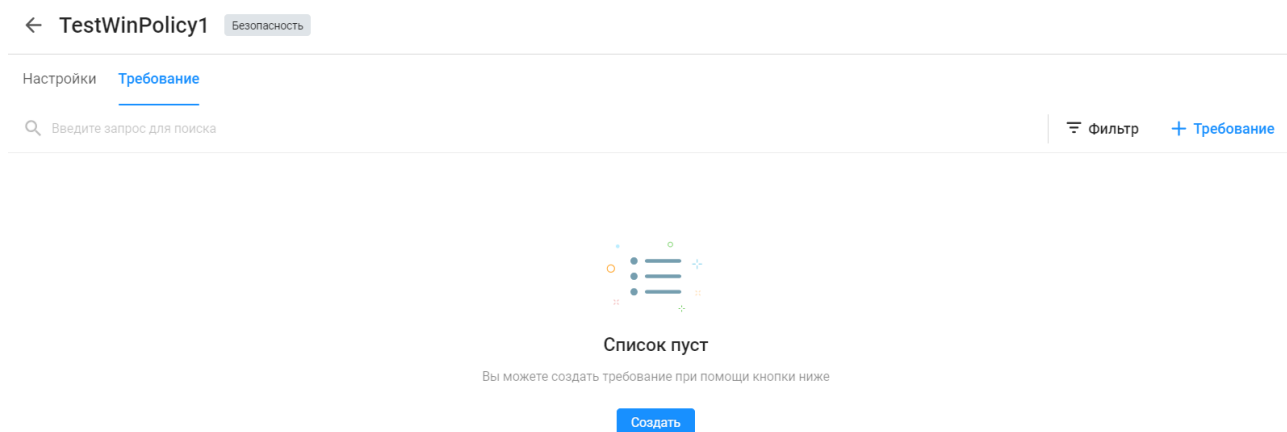 TestWinPolicy1 Безопасность
Настройки Требование
Введите запрос для поиска Фильтр Требование
Список пуст
Вы можете создать требование при помощи кнопки ниже
Создать